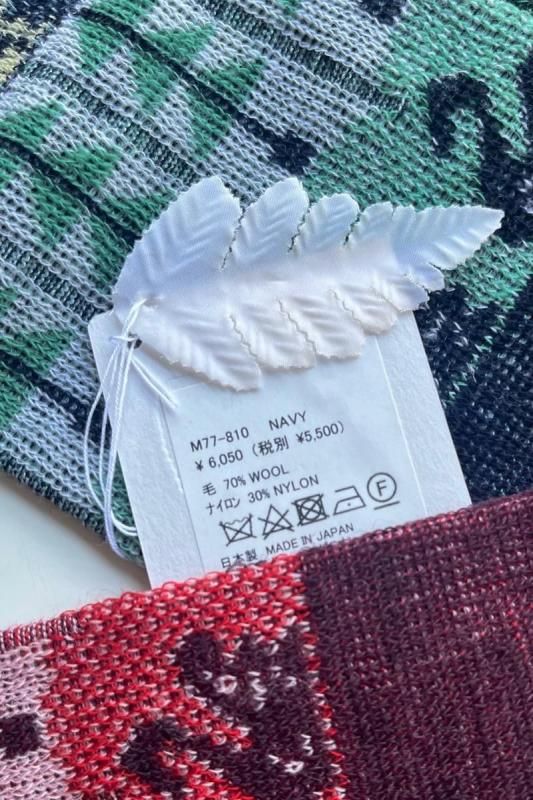 M77-810 NAVY
¥6,050 (税別 ¥5,500)
毛 70% WOOL
ナイロン 30% NYLON
F
日本製 MADE IN JAPAN